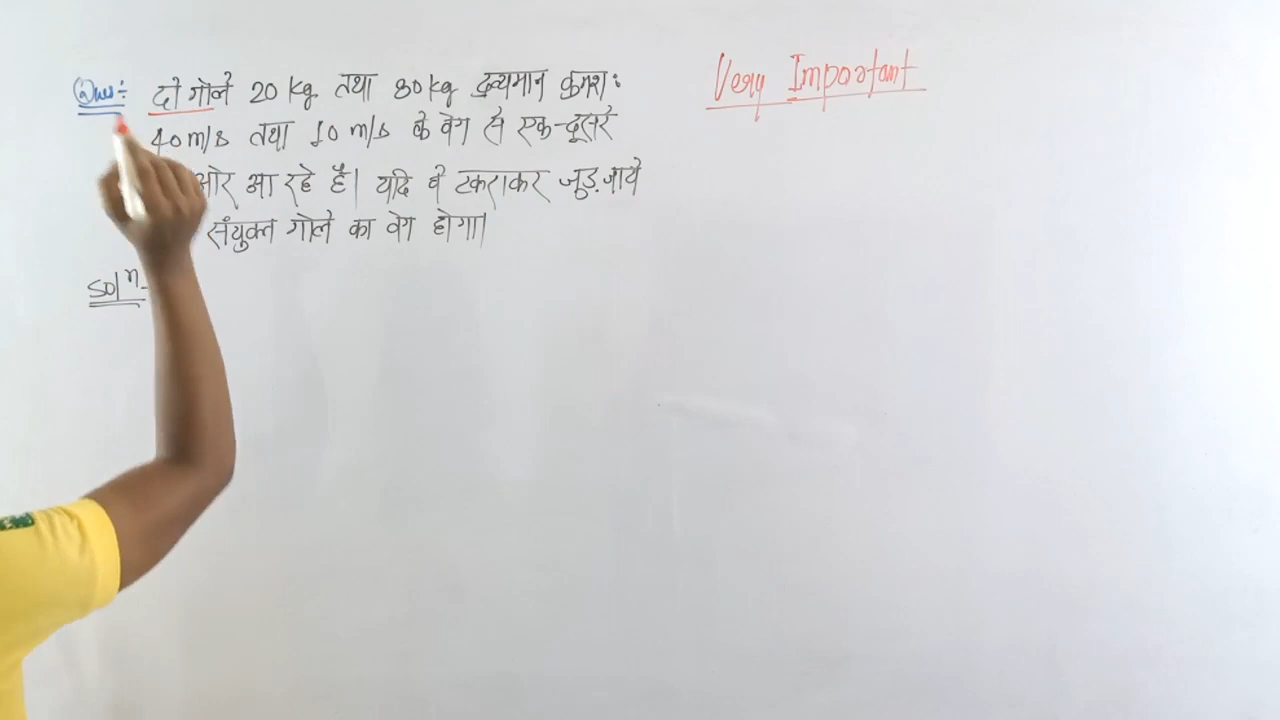 Ques÷ दो गोले 20 kg तथा 80 kg द्रव्यमान क्रमशः
40 m/s तथा 10 m/s के वेग से एक-दूसरे
ओर आ रहे है। यदि वे टकराकर जुड़ जाये
संयुक्त गोले का वेग होगा।
Solⁿ-
Very Important